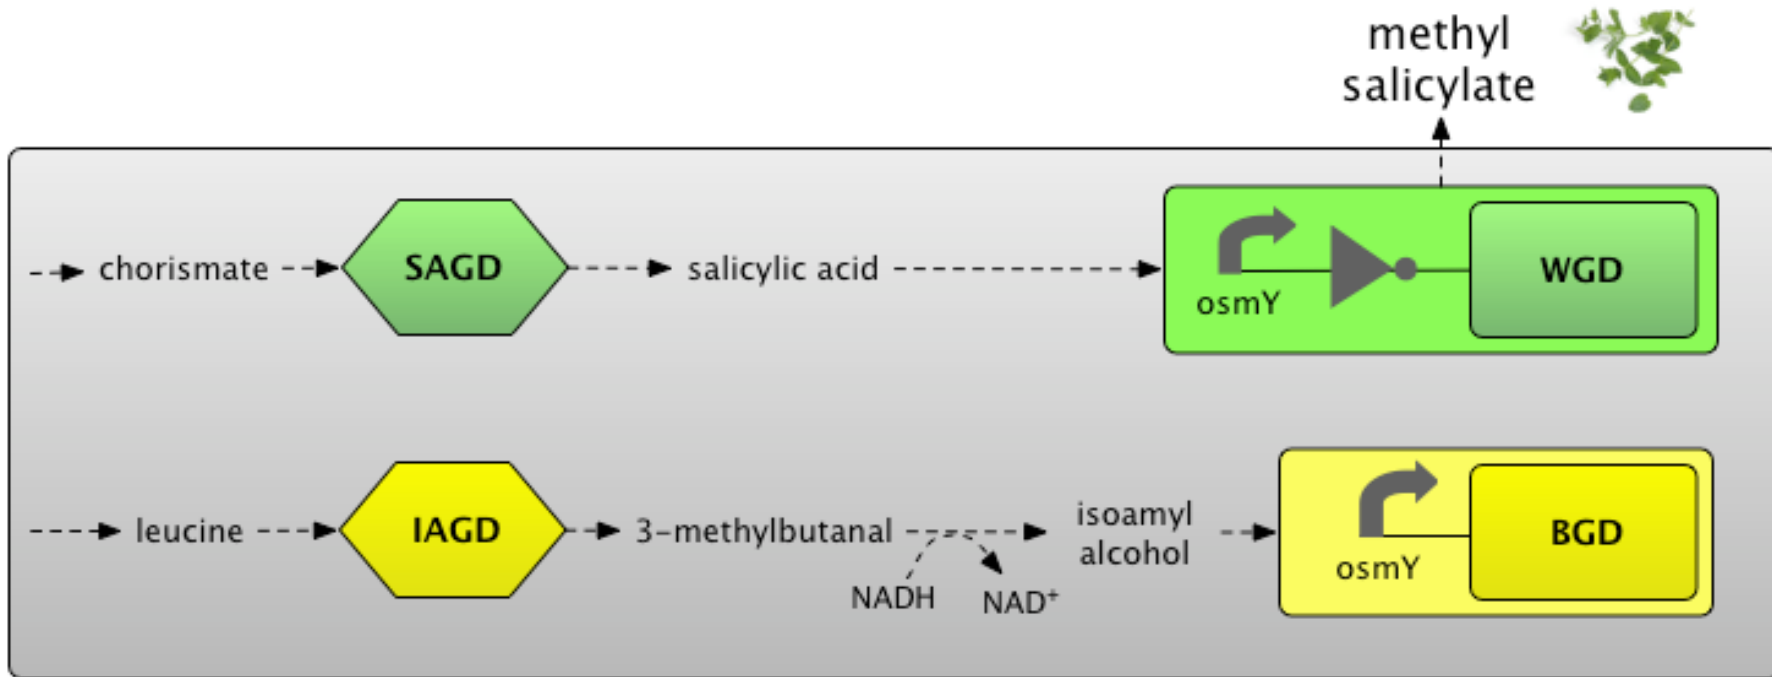 methyl
salicylate
chorismate
SAGD
salicylic acid
osmY
WGD
leucine
IAGD
3-methylbutanal
NADH
NAD⁺
isoamyl
alcohol
osmY
BGD